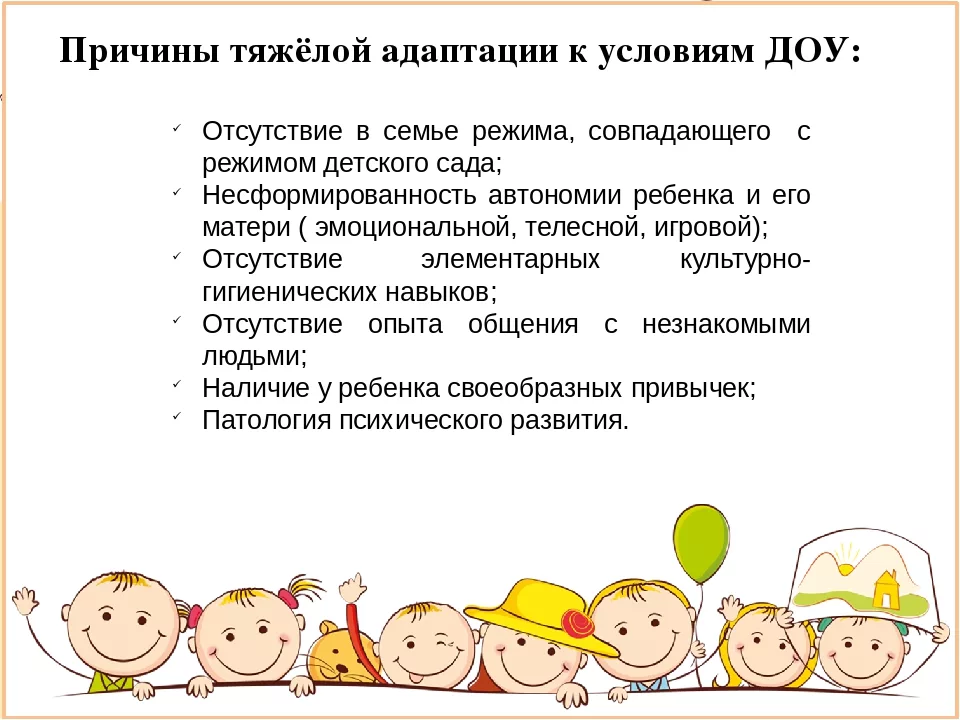 Причины тяжёлой адаптации к условиям ДОУ:
Отсутствие в семье режима, совпадающего с
режимом детского сада;
Несформированность автономии ребенка и его
матери ( эмоциональной, телесной, игровой);
Отсутствие элементарных культурно-
гигиенических навыков;
Отсутствие опыта общения с незнакомыми
людьми;
Наличие у ребенка своеобразных привычек;
Патология психического развития.